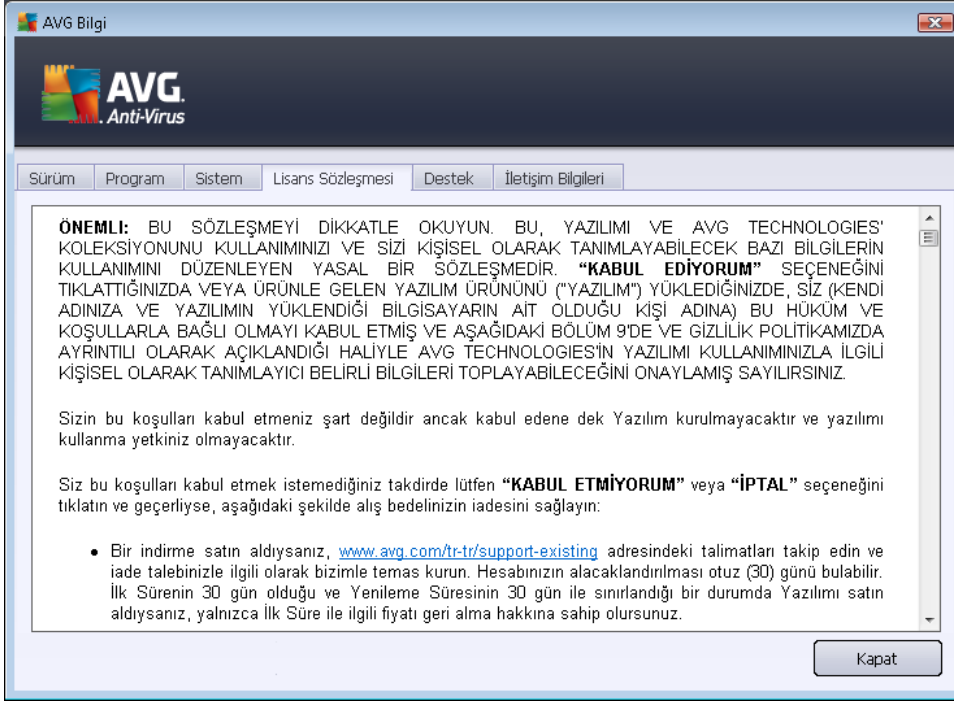 AVG Bilgi
AVG.
Anti-Virus
Sürüm Program Sistem Lisans Sözleşmesi Destek İletişim Bilgileri
ÖNEMLI: BU SÖZLEŞMEYİ DİKKATLE OKUYUN. BU, YAZILIMI VE AVG TECHNOLOGIES'
KOLEKSİYONUNU KULLANIMINIZI VE SİZİ KİŞİSEL OLARAK TANIMLAYABİLECEK BAZI BİLGİLERİN
KULLANIMINI DÜZENLEYEN YASAL BİR SÖZLEŞMEDİR. “KABUL EDİYORUM” SEÇENEĞİNİ
TIKLATTIĞINIZDA VEYA ÜRÜNLE GELEN YAZILIM ÜRÜNÜNÜ ("YAZILIM") YÜKLEDİĞİNİZDE, SİZ (KENDİ
ADINIZA VE YAZILIMIN YÜKLENDİĞİ BİLGİSAYARIN AİT OLDUĞU KİŞİ ADINA) BU HÜKÜM VE
KOŞULLARLA BAĞLI OLMAYI KABUL ETMİŞ VE AŞAĞIDAKİ BÖLÜM 9'DE VE GİZLİLİK POLİTİKAMIZDA
AYRINTILI OLARAK AÇIKLANDIĞI HALİYLE AVG TECHNOLOGIES'İN YAZILIMI KULLANIMINIZLA İLGİLİ
KİŞİSEL OLARAK TANIMLAYICI BELİRLİ BİLGİLERİ TOPLAYABİLECEĞİNİ ONAYLAMIŞ SAYILIRSINIZ.
Sizin bu koşulları kabul etmeniz şart değildir ancak kabul edene dek Yazılım kurulmayacaktır ve yazılımı
kullanma yetkiniz olmayacaktır.
Siz bu koşulları kabul etmek istemediğiniz takdirde lütfen “KABUL ETMİYORUM” veya “İPTAL” seçeneğini
tıklatın ve geçerliyse, aşağıdaki şekilde alış bedelinizin iadesini sağlayın:
• Bir indirme satın aldıysanız, www.avg.com/tr-tr/support-existing adresindeki talimatları takip edin ve
iade talebinizle ilgili olarak bizimle temas kurun. Hesabınızın alacaklandırılması otuz (30) günü bulabilir.
İlk Sürenin 30 gün olduğu ve Yenileme Süresinin 30 gün ile sınırlandığı bir durumda Yazılımı satın
aldıysanız, yalnızca İlk Süre ile ilgili fiyatı geri alma hakkına sahip olursunuz.
Kapat